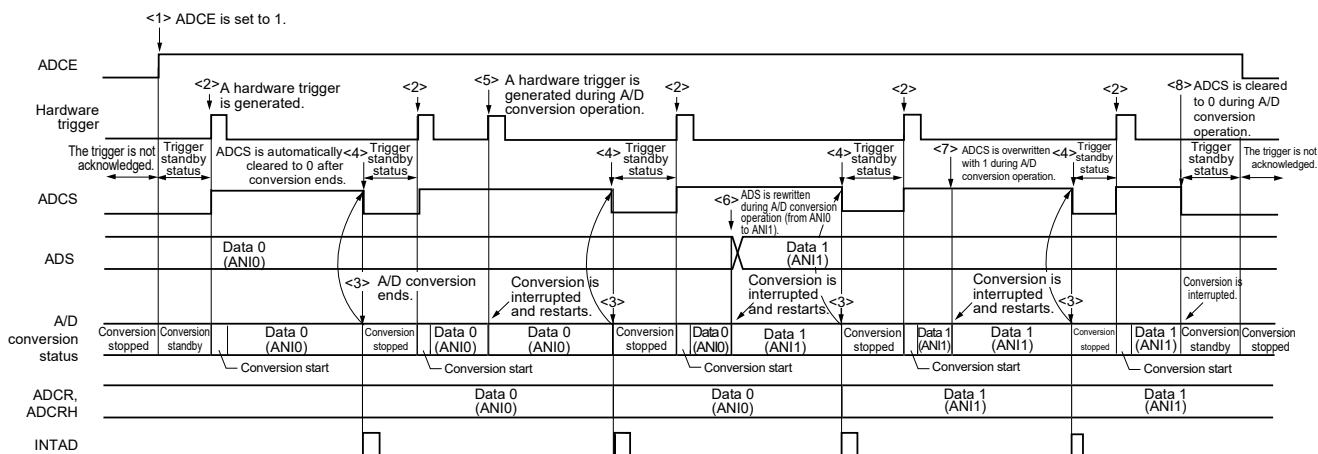 <1> ADCE is set to 1.
ADCE
<2> A hardware trigger
is generated.
<2>
<5> A hardware trigger is
generated during A/D
conversion operation.
<2>
<2>
<2>
<8> ADCS is cleared
to 0 during A/D
conversion
operation.
Hardware
trigger
The trigger is not
acknowledged.
Trigger
standby
status
ADCS is automatically
cleared to 0 after
conversion ends.
<4>
Trigger
standby
status
<4>
Trigger
standby
status
<4>
Trigger
standby
status
<7> ADCS is overwritten
with 1 during A/D
conversion operation.
<4>
Trigger
standby
status
Trigger
standby
status
The trigger is not
acknowledged.
ADCS
<6> ADS is rewritten
during A/D conversion
operation (from ANI0
to ANI1).
ADS
Data 0
(ANI0)
Data 1
(ANI1)
<3> A/D conversion
ends.
Conversion is
interrupted
and restarts.
<3>
Conversion is
interrupted
and restarts.
<3>
Conversion is
interrupted
and restarts.
<3>
Conversion is
interrupted.
A/D
conversion
status
Conversion
stopped
Conversion
standby
Data 0
(ANI0)
Conversion
stopped
Data 0
(ANI0)
Data 0
(ANI0)
Conversion
stopped
Data 0
(ANI0)
Data 1
(ANI1)
Conversion
stopped
Data 1
(ANI1)
Data 1
(ANI1)
Conversion
stopped
Data 1
(ANI1)
Conversion
standby
Conversion
stopped
Conversion start
Conversion start
Conversion start
Conversion start
Conversion start
ADCR,
ADCRH
Data 0
(ANI0)
Data 0
(ANI0)
Data 1
(ANI1)
Data 1
(ANI1)
INTAD